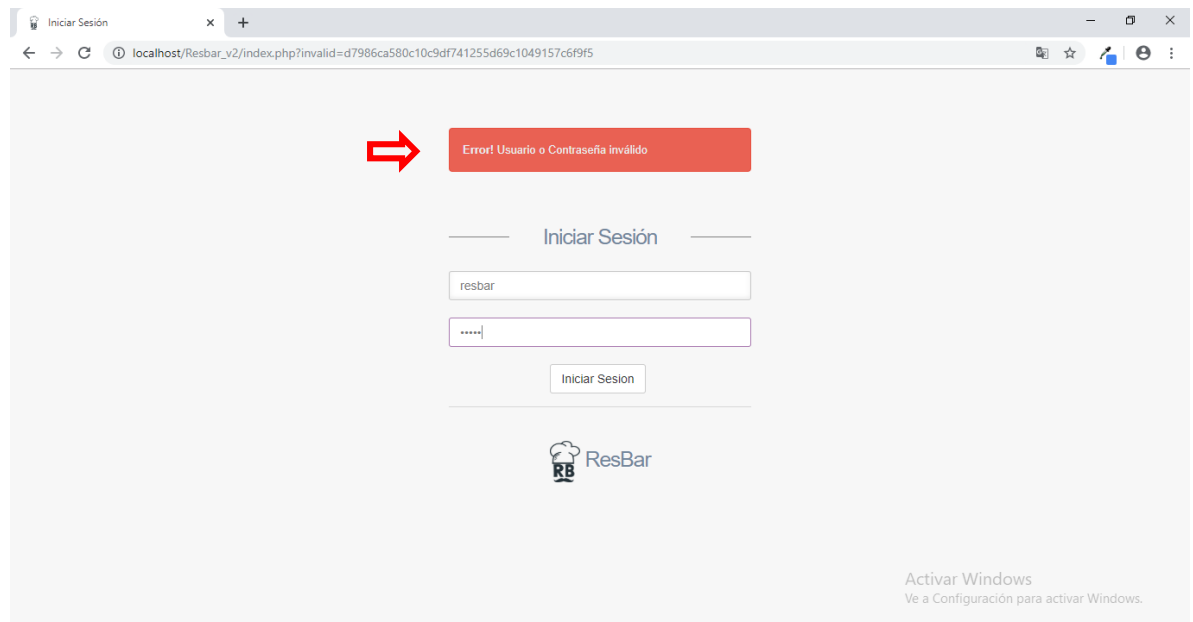 Iniciar Sesión
localhost/Resbar_v2/index.php?invalid=d7986ca580c10c9df741255d69c1049157c6f9f5
Error! Usuario o Contraseña inválido
Iniciar Sesión
resbar
•••••
Iniciar Sesion
RB ResBar
Activar Windows
Ve a Configuración para activar Windows.